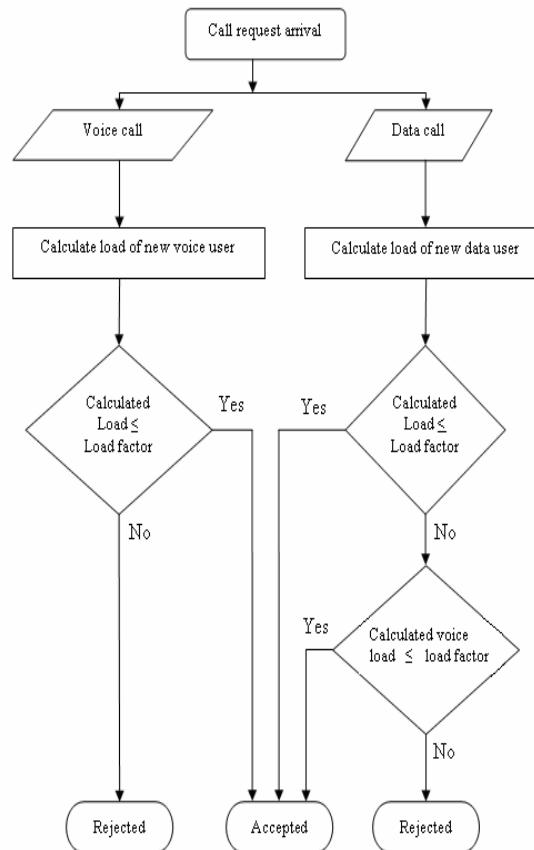 Call request arrival
Voice call
Data call
Calculate load of new voice user
Calculate load of new data user
Calculated
Load ≤
Load factor
Yes
Yes
Calculated
Load ≤
Load factor
No
No
Yes
Calculated voice
load ≤ load factor
No
Rejected
Accepted
Rejected